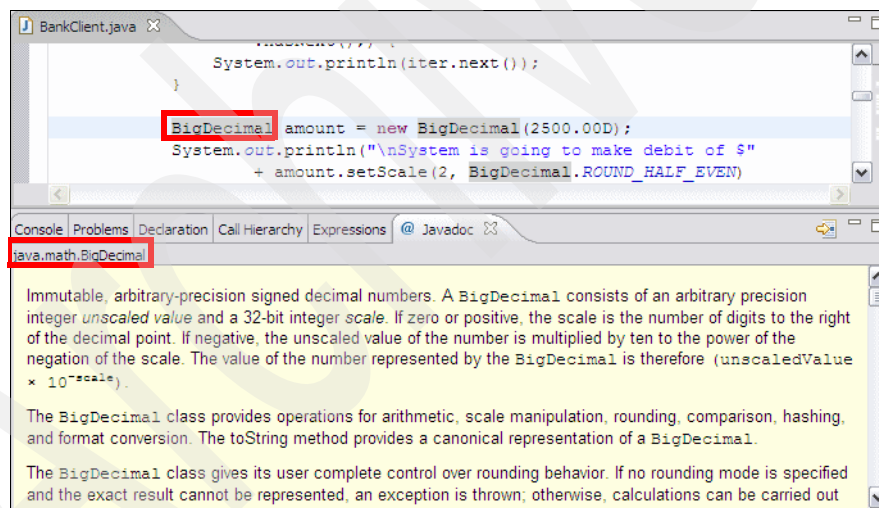 BankClient.java
.hasNext();) {
System.out.println(iter.next());
}
BigDecimal amount = new BigDecimal(2500.00D);
System.out.println("\nSystem is going to make debit of $"
+ amount.setScale(2, BigDecimal.ROUND_HALF_EVEN)
Console Problems Declaration Call Hierarchy Expressions @ Javadoc
java.math.BigDecimal
Immutable, arbitrary-precision signed decimal numbers. A BigDecimal consists of an arbitrary precision
integer unscaled value and a 32-bit integer scale. If zero or positive, the scale is the number of digits to the right
of the decimal point. If negative, the unscaled value of the number is multiplied by ten to the power of the
negation of the scale. The value of the number represented by the BigDecimal is therefore (unscaledValue
× 10^-scale).
The BigDecimal class provides operations for arithmetic, scale manipulation, rounding, comparison, hashing,
and format conversion. The toString method provides a canonical representation of a BigDecimal.
The BigDecimal class gives its user complete control over rounding behavior. If no rounding mode is specified
and the exact result cannot be represented, an exception is thrown; otherwise, calculations can be carried out